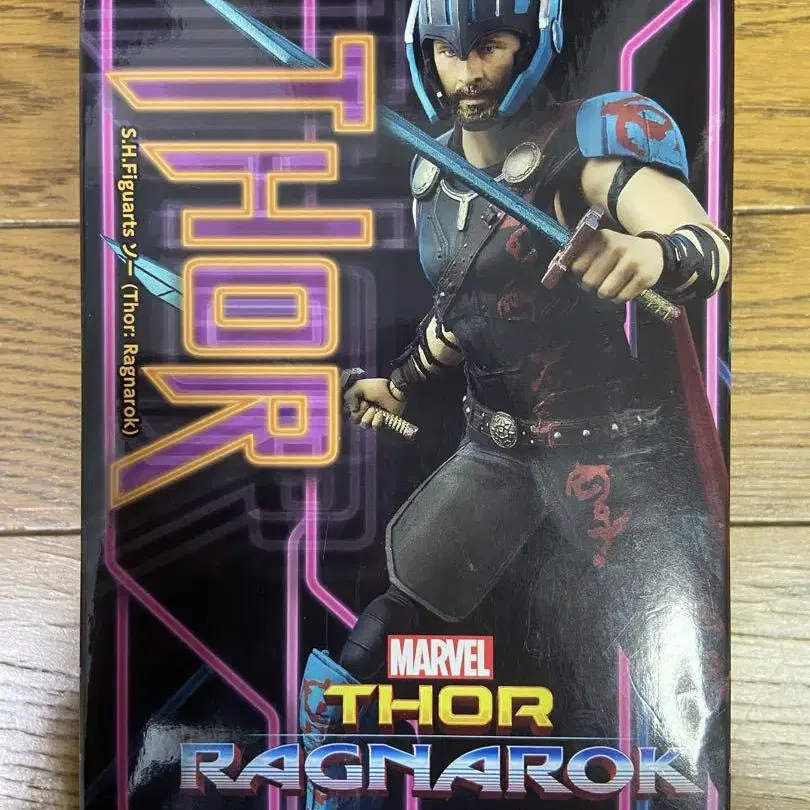 THOR
S.H.Figuarts ソー (Thor: Ragnarok)
MARVEL
THOR
RAGNAROK